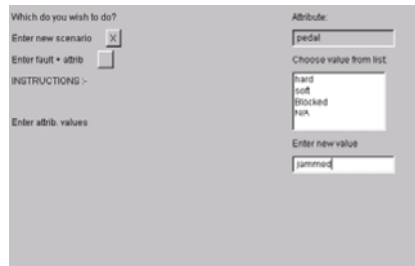 Which do you wish to do?
Enter new scenario X
Enter fault + attrib
INSTRUCTIONS :-
Enter attrib. values
Attribute:
pedal
Choose value from list:
hard
soft
Blocked
N/A
Enter new value
jammed